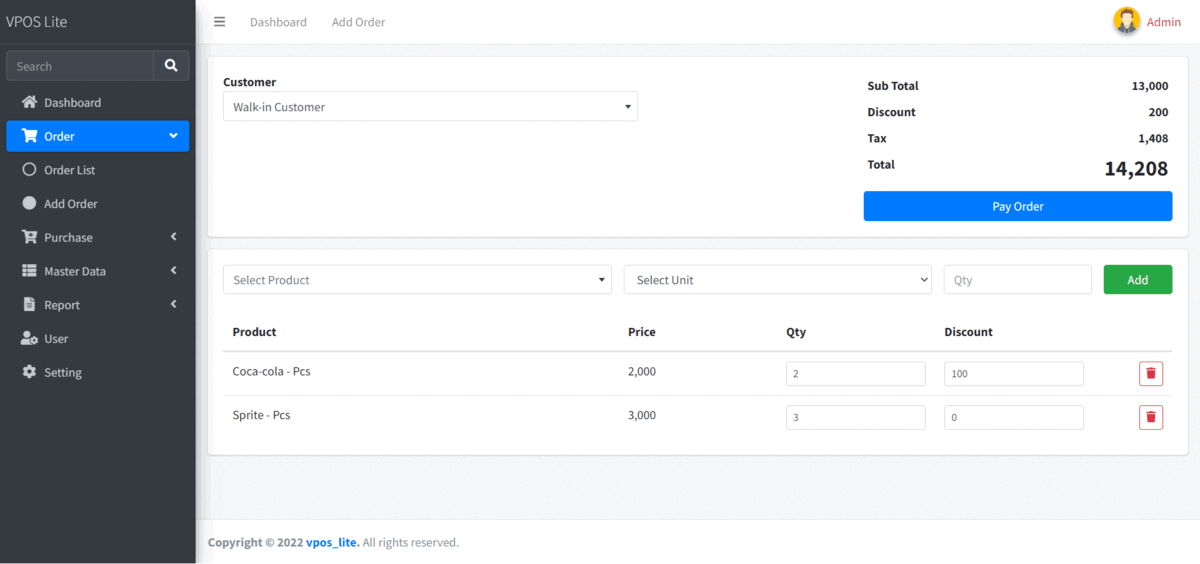 VPOS Lite
Dashboard Add Order
Admin
Search
Dashboard
Order
Order List
Add Order
Purchase
Master Data
Report
User
Setting
Customer
Walk-in Customer
Sub Total 13,000
Discount 200
Tax 1,408
Total 14,208
Pay Order
Select Product Select Unit Qty Add
Product Price Qty Discount
Coca-cola - Pcs 2,000 2 100
Sprite - Pcs 3,000 3 0
Copyright © 2022 vpos_lite. All rights reserved.